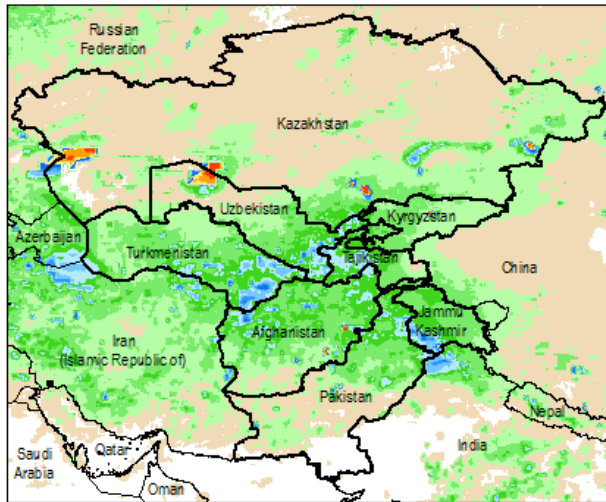 Russian
Federation
Kazakhstan
Uzbekistan
Kyrgyzstan
Azerbaijan
Turkmenistan
Tajikistan
China
Jammu
Kashmir
Afghanistan
Iran
(Islamic Republic of)
Pakistan
Nepal
Saudi
Arabia
Qatar
India
Oman